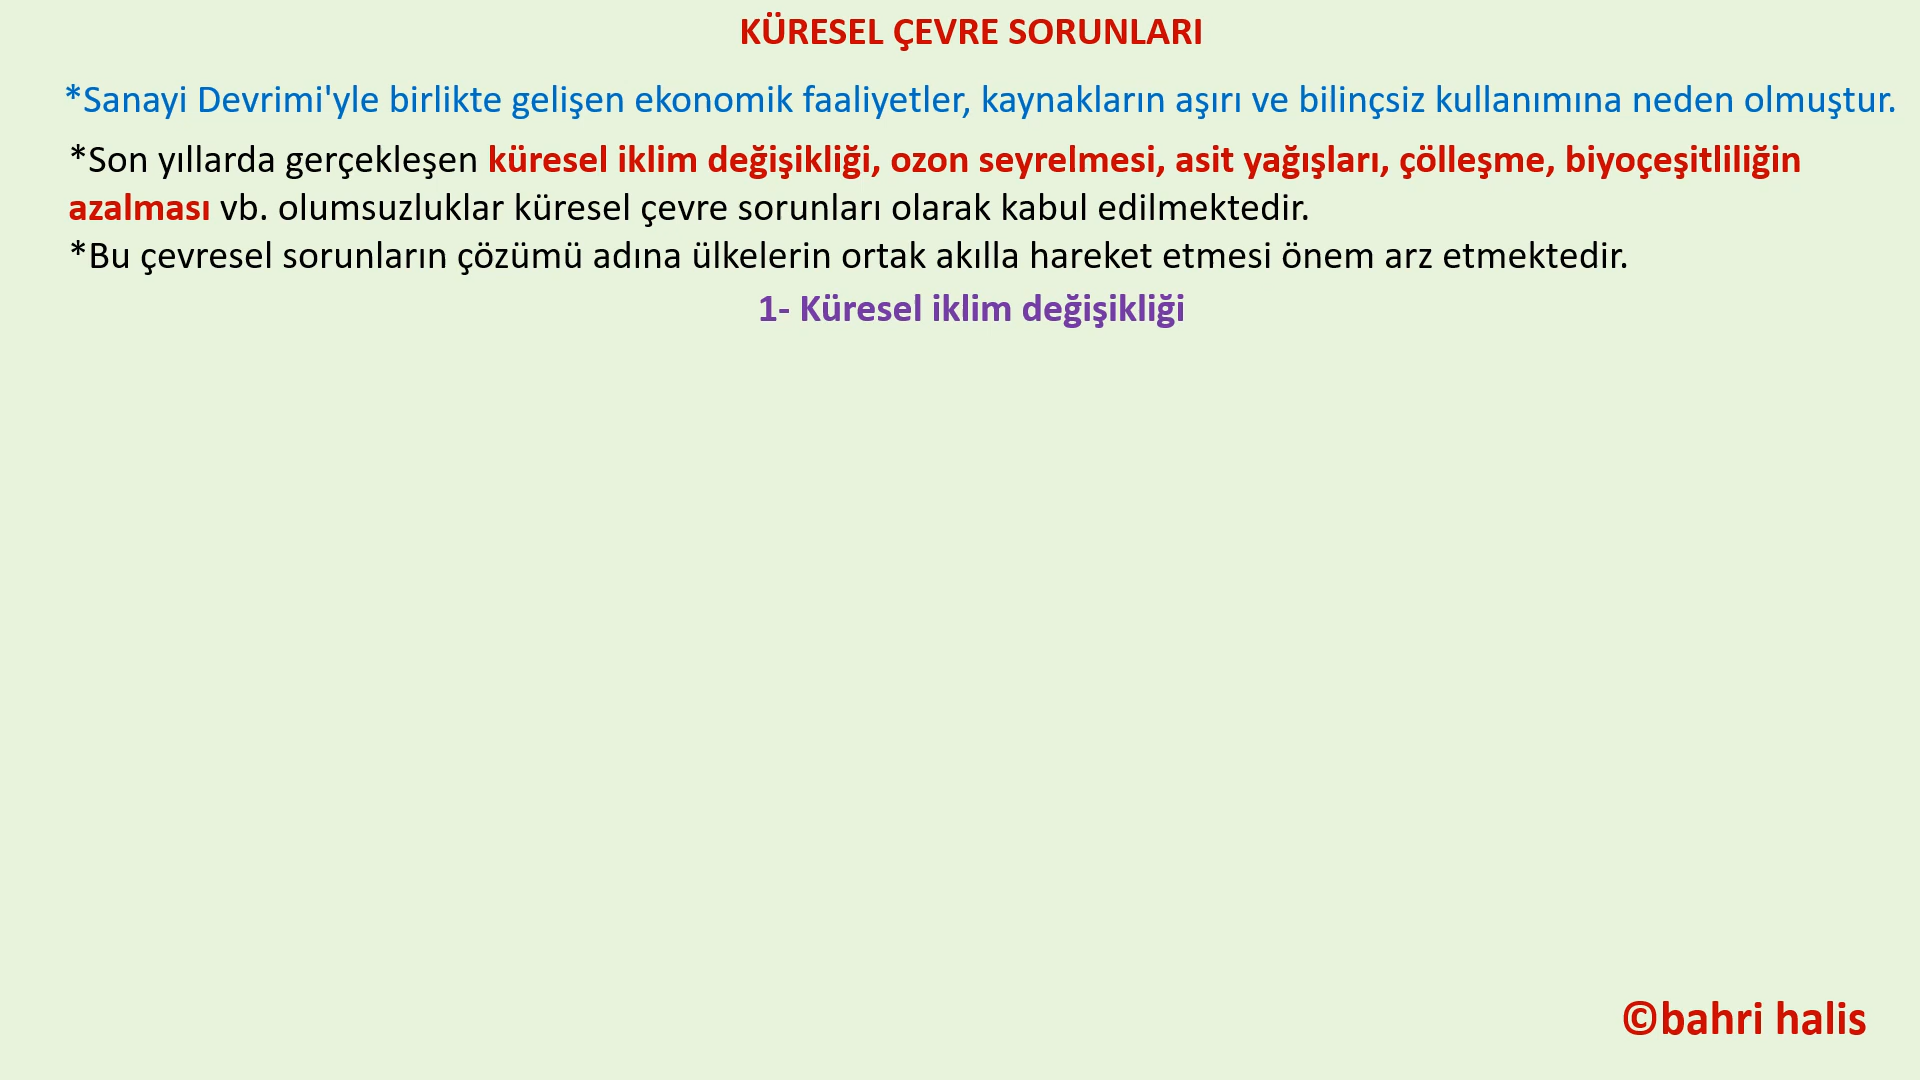 KÜRESEL ÇEVRE SORUNLARI
*Sanayi Devrimi'yle birlikte gelişen ekonomik faaliyetler, kaynakların aşırı ve bilinçsiz kullanımına neden olmuştur.
*Son yıllarda gerçekleşen küresel iklim değişikliği, ozon seyrelmesi, asit yağışları, çölleşme, biyoçeşitliliğin
azalması vb. olumsuzluklar küresel çevre sorunları olarak kabul edilmektedir.
*Bu çevresel sorunların çözümü adına ülkelerin ortak akılla hareket etmesi önem arz etmektedir.
1- Küresel iklim değişikliği
©bahri halis